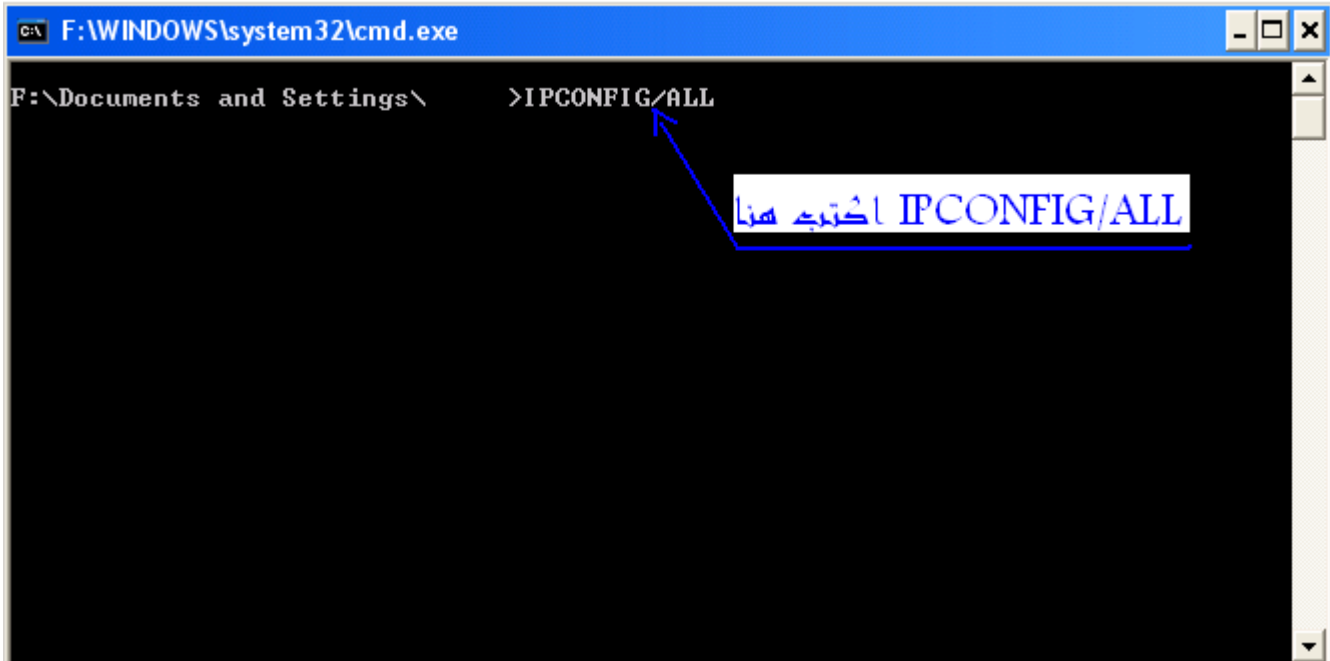 F:\WINDOWS\system32\cmd.exe
F:\Documents and Settings\ >IPCONFIG/ALL
اكتب هنا IPCONFIG/ALL